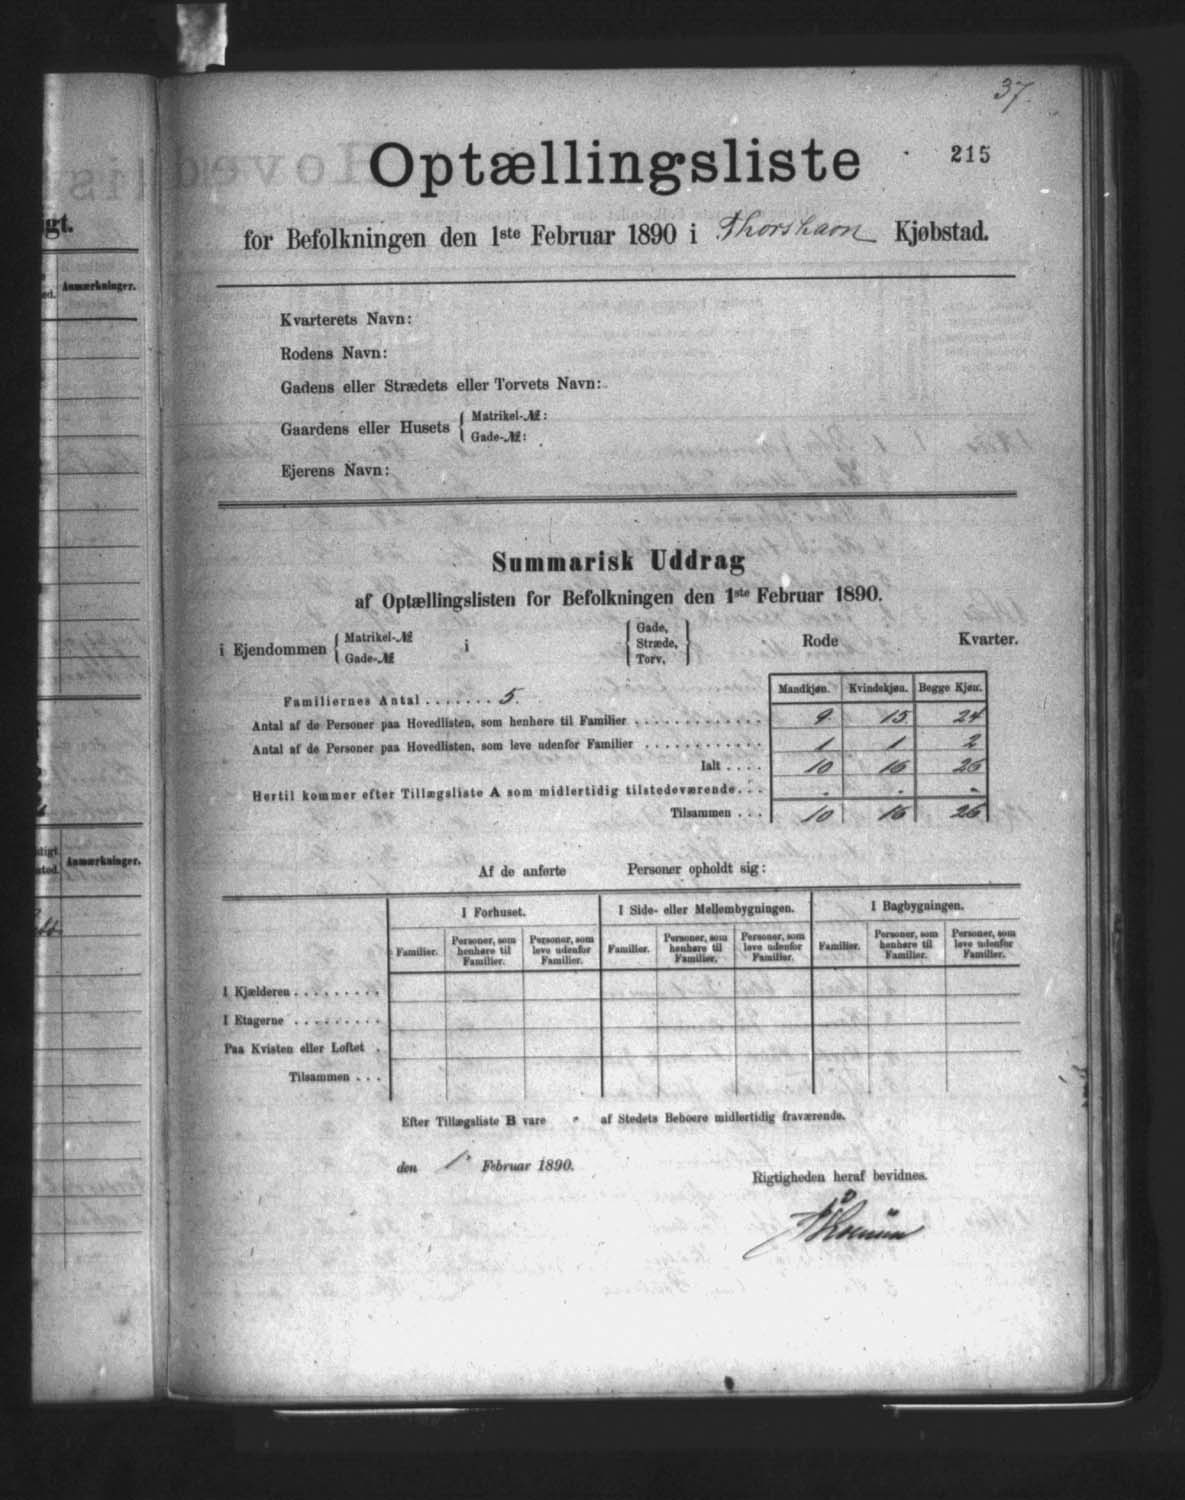 37.
Optællingsliste
215
for Befolkningen den 1ste Februar 1890 i Thorshavn Kjøbstad.
Kvarterets Navn:
Rodens Navn:
Gadens eller Strædets eller Torvets Navn:
Gaardens eller Husets { Matrikel-№:
Gade-№:
Ejerens Navn:
Summarisk Uddrag
af Optællingslisten for Befolkningen den 1ste Februar 1890.
i Ejendommen { Matrikel-№ Gade-№ i { Gade, Stræde, Torv. } Rode Kvarter.
Mandkjøn. Kvindekjøn. Begge Kjøn.
Familiernes Antal . . . . . . . 5.
Antal af de Personer paa Hovedlisten, som henhøre til Familier . . . . . . . . . . . . . 9. 15. 24
Antal af de Personer paa Hovedlisten, som leve udenfor Familier . . . . . . . . . . . . 1 1 2
Ialt . . . . 10 16 26
Hertil kommer efter Tillægsliste A som midlertidig tilstedeværende. . . . . .
Tilsammen . . . 10 16 26
Af de anførte Personer opholdt sig:
I Forhuset. I Side- eller Mellembygningen. I Bagbygningen.
Familier. Personer, som henhøre til Familier. Personer, som leve udenfor Familier. Familier. Personer, som henhøre til Familier. Personer, som leve udenfor Familier. Familier. Personer, som henhøre til Familier. Personer, som leve udenfor Familier.
I Kjælderen . . . . . . . . .
I Etagerne . . . . . . . . .
Paa Kvisten eller Loftet .
Tilsammen . . .
Efter Tillægsliste B vare " af Stedets Beboere midlertidig fraværende.
den 1. Februar 1890.
Rigtigheden heraf bevidnes.
igt.
Anmærkninger.
Anmærkninger.